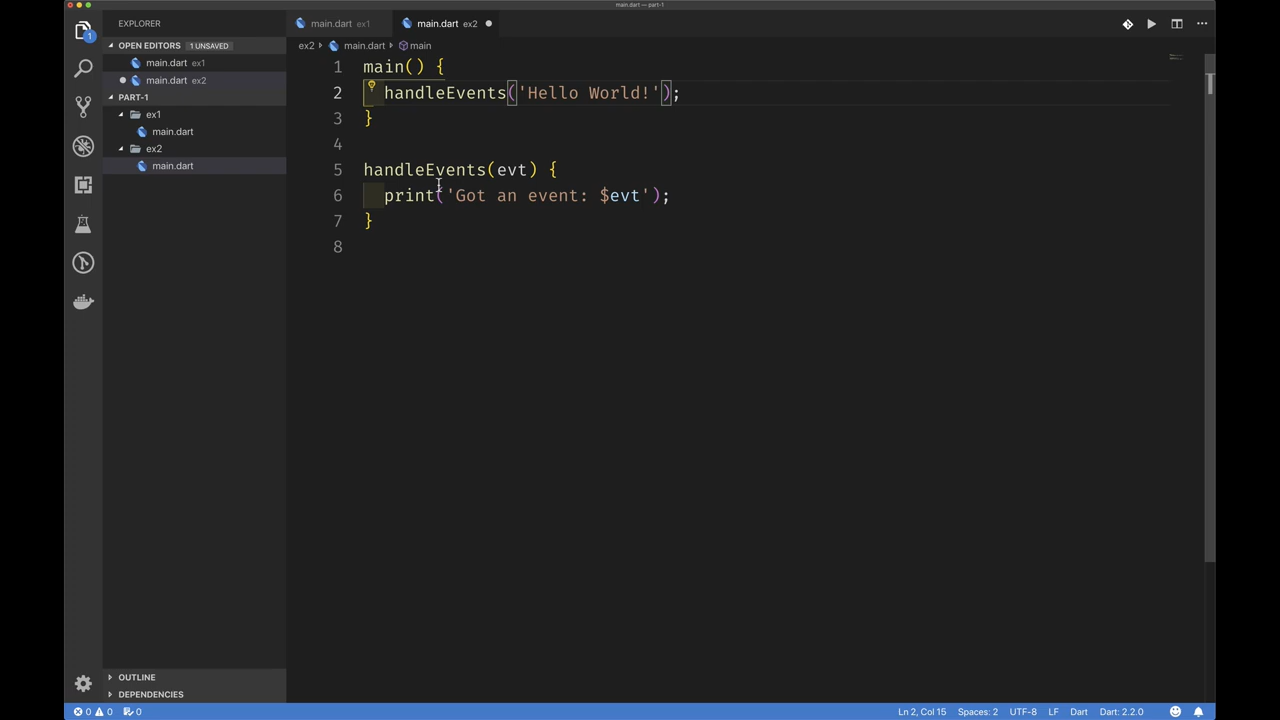 main.dart — part-1
EXPLORER
main.dart ex1
main.dart ex2
OPEN EDITORS 1 UNSAVED
main.dart ex1
main.dart ex2
PART-1
ex1
main.dart
ex2
main.dart
OUTLINE
DEPENDENCIES
1
ex2 main.dart main
1 main() {
2 handleEvents('Hello World!');
3 }
4
5 handleEvents(evt) {
6 print('Got an event: $evt');
7 }
8
0 0 0
Ln 2, Col 15 Spaces: 2 UTF-8 LF Dart Dart: 2.2.0